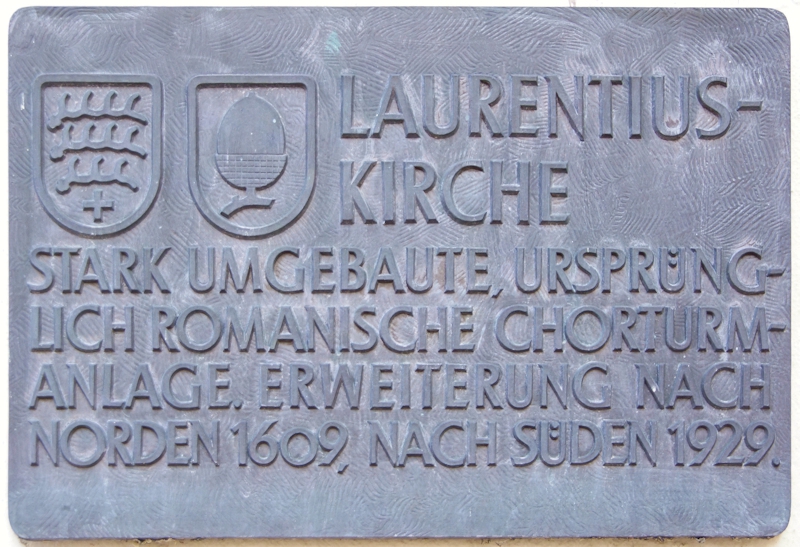 LAURENTIUS-
KIRCHE
STARK UMGEBAUTE, URSPRÜNG-
LICH ROMANISCHE CHORTURM-
ANLAGE. ERWEITERUNG NACH
NORDEN 1609, NACH SÜDEN 1929.